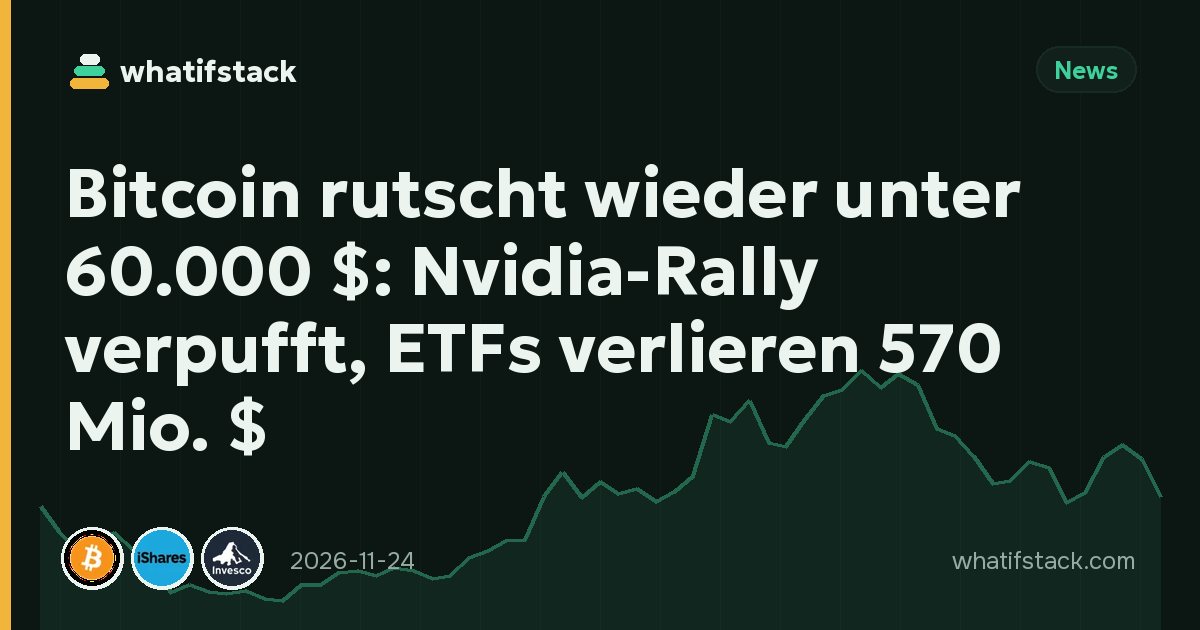 whatifstack
News
Bitcoin rutscht wieder unter
60.000 $: Nvidia-Rally
verpufft, ETFs verlieren 570
Mio. $
iShares
Invesco
2026-11-24
whatifstack.com